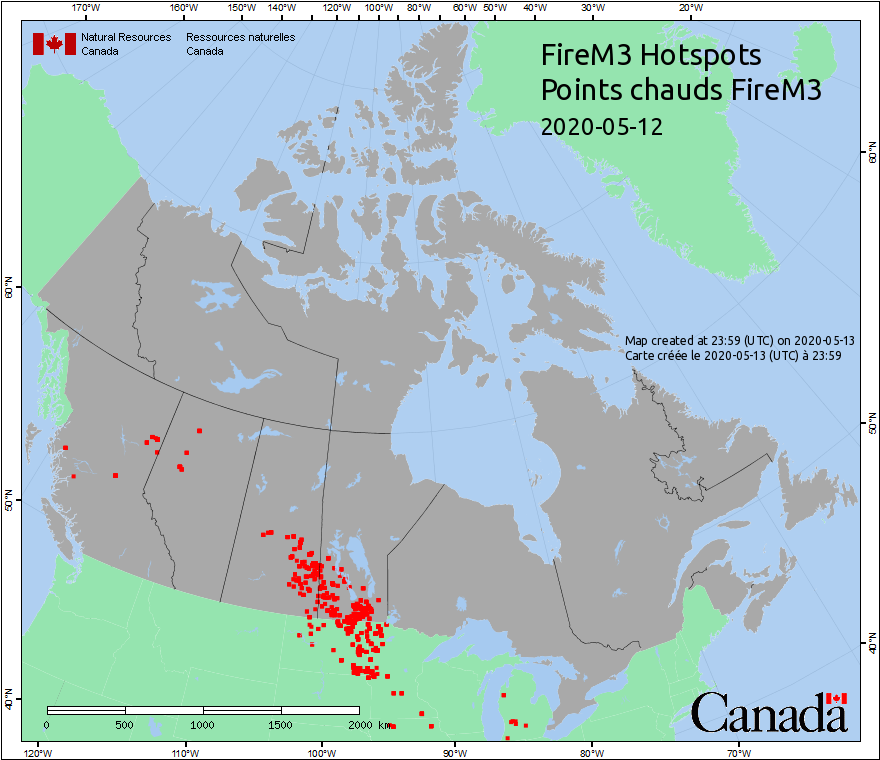 170°W 160°W 150°W 140°W 130°W 120°W 110°W 100°W 90°W 80°W 70°W 60°W 50°W 40°W 30°W 20°W
Natural Resources Ressources naturelles
Canada Canada
FireM3 Hotspots
Points chauds FireM3
2020-05-12
60°N
60°N
Map created at 23:59 (UTC) on 2020-05-13
Carte créée le 2020-05-13 (UTC) à 23:59
50°N
50°N
40°N
40°N
Canada
0 500 1000 1500 2000 km
120°W 110°W 100°W 90°W 80°W 70°W